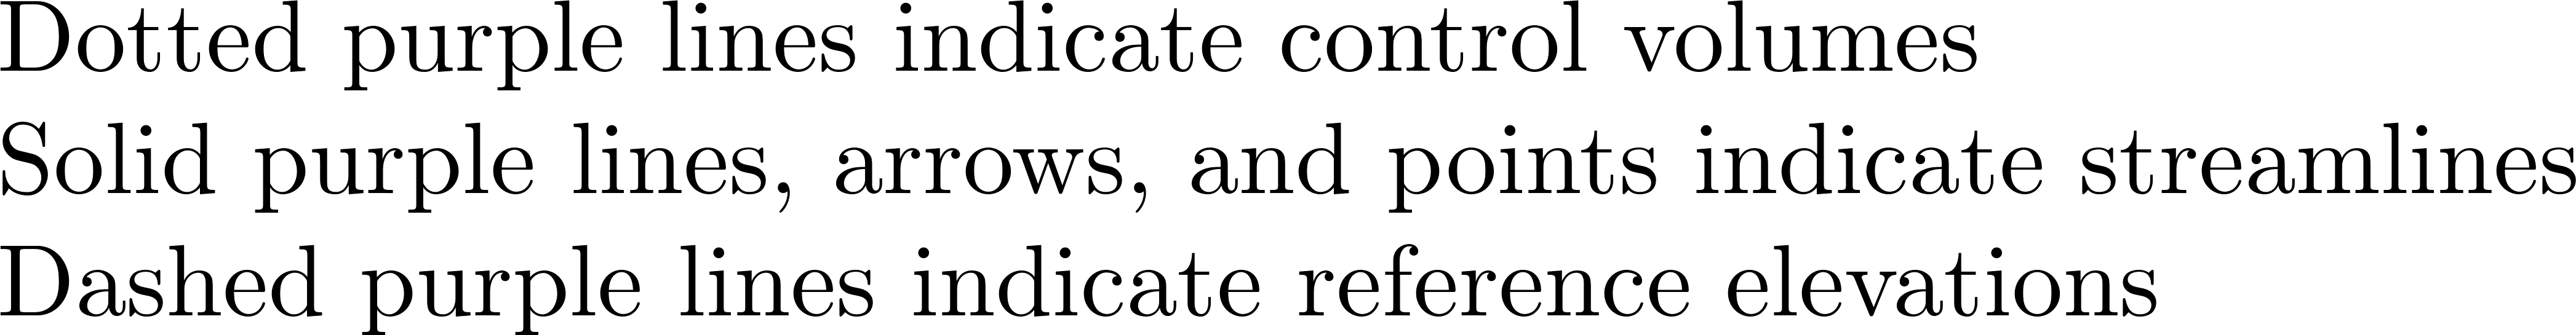 Dotted purple lines indicate control volumes
Solid purple lines, arrows, and points indicate streamlines
Dashed purple lines indicate reference elevations